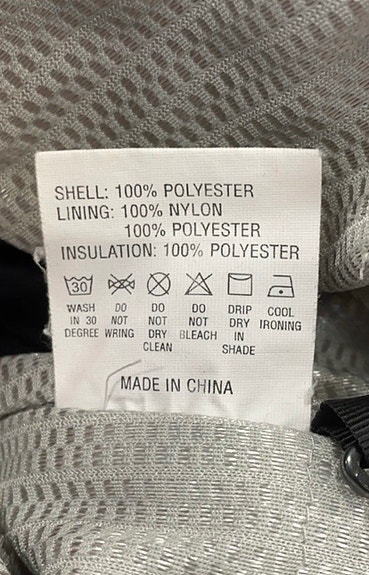 SHELL: 100% POLYESTER
LINING: 100% NYLON
100% POLYESTER
INSULATION: 100% POLYESTER
30
WASH IN 30 DEGREE
DO NOT WRING
DO NOT DRY CLEAN
DO NOT BLEACH
DRIP DRY IN SHADE
COOL IRONING
MADE IN CHINA